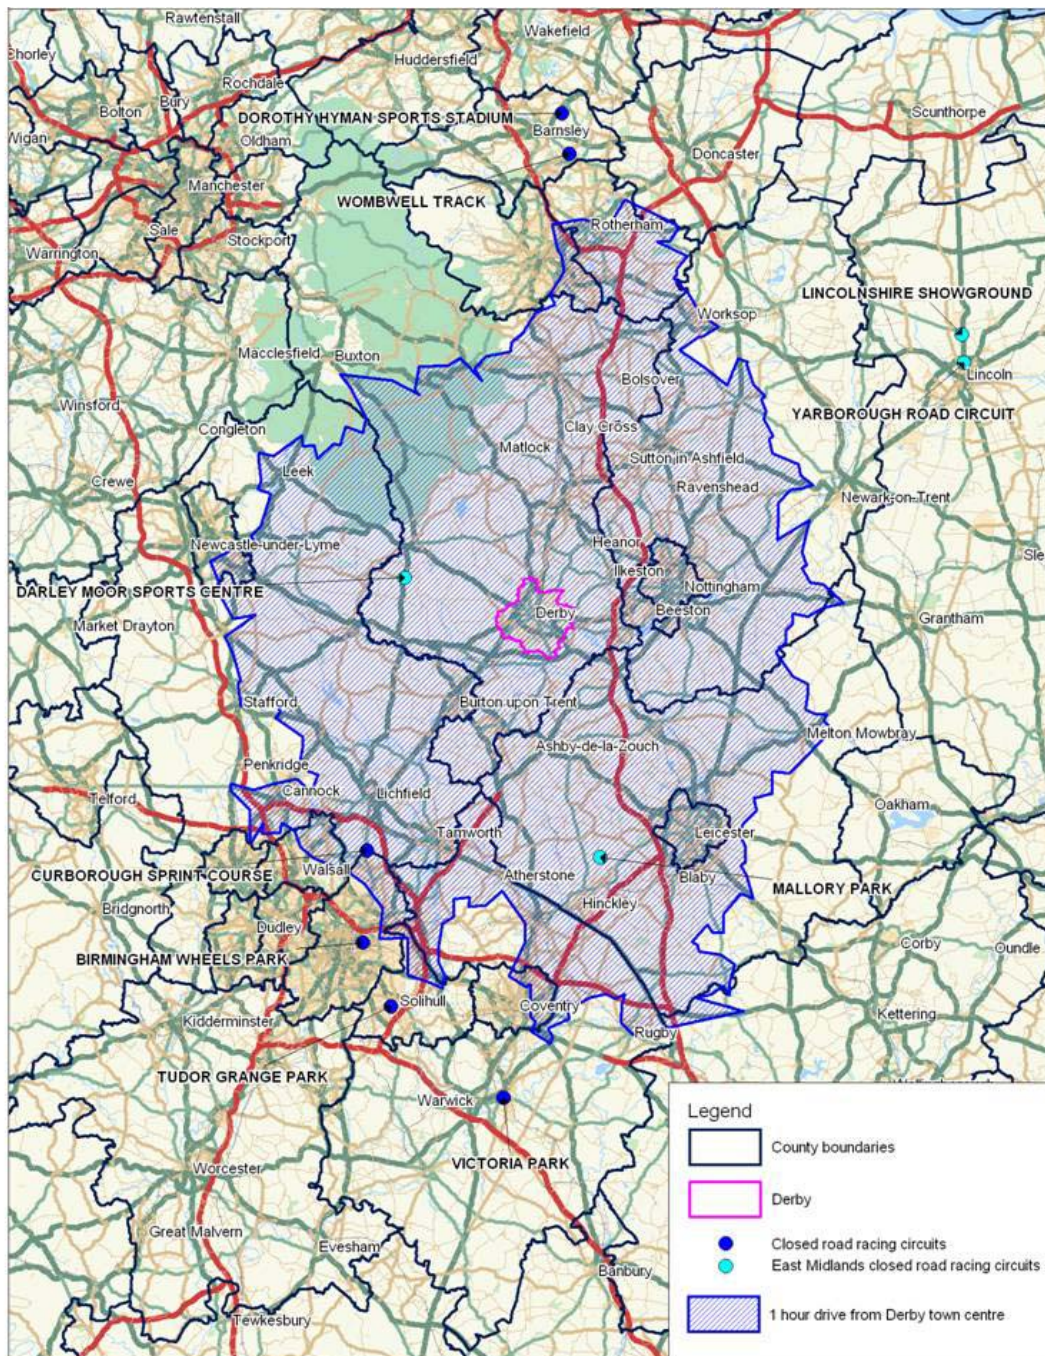 Rawtenstall
Wakefield
Chorley
Huddersfield
Rochdale
Bury
Bolton
Scunthorpe
DOROTHY HYMAN SPORTS STADIUM
Barnsley
Wigan
Oldham
Doncaster
Manchester
WOMBWELL TRACK
Rotherham
Sale
Stockport
Warrington
LINCOLNSHIRE SHOWGROUND
Worksop
Macclesfield
Buxton
Bolsover
Lincoln
Winsford
YARBOROUGH ROAD CIRCUIT
Congleton
Clay Cross
Matlock
Sutton in Ashfield
Leek
Crewe
Ravenshead
Newark-on-Trent
Newcastle-under-Lyme
Heanor
Sle
Ilkeston
DARLEY MOOR SPORTS CENTRE
Nottingham
Derby
Beeston
Grantham
Market Drayton
Stafford
Burton upon Trent
Melton Mowbray
Ashby-de-la-Zouch
Penkridge
Cannock
Lichfield
Telford
Oakham
Tamworth
Leicester
CURBOROUGH SPRINT COURSE
Walsall
Atherstone
Blaby
MALLORY PARK
Bridgnorth
Hinckley
Dudley
Corby
Oundle
BIRMINGHAM WHEELS PARK
Solihull
Coventry
Kidderminster
Kettering
Rugby
TUDOR GRANGE PARK
Warwick
Legend
County boundaries
VICTORIA PARK
Worcester
Derby
Great Malvern
Evesham
Closed road racing circuits
East Midlands closed road racing circuits
Banbury
1 hour drive from Derby town centre
Tewkesbury